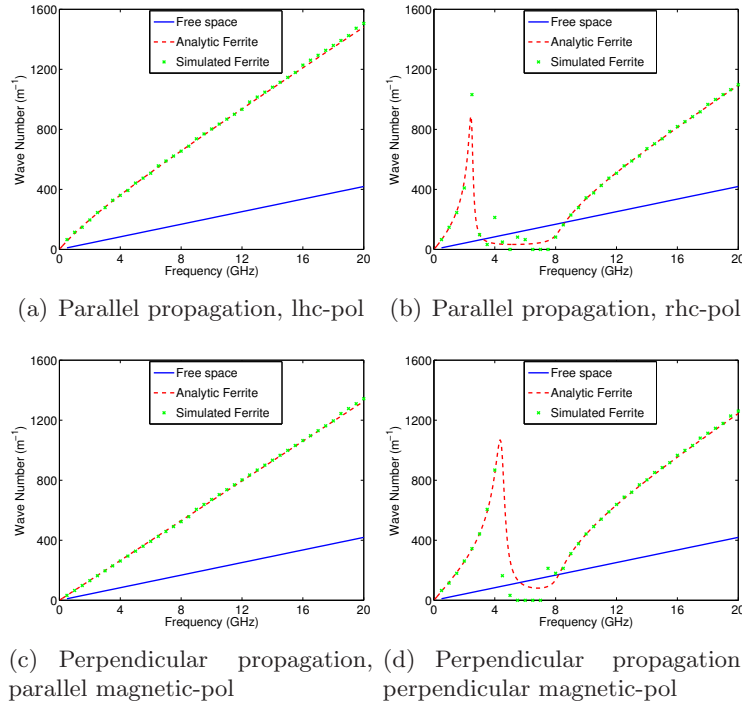 1600
1200
800
400
0
Wave Number (m⁻¹)
Free space
Analytic Ferrite
Simulated Ferrite
0 4 8 12 16 20
Frequency (GHz)
(a) Parallel propagation, lhc-pol
1600
1200
800
400
0
Wave Number (m⁻¹)
Free space
Analytic Ferrite
Simulated Ferrite
0 4 8 12 16 20
Frequency (GHz)
(b) Parallel propagation, rhc-pol
1600
1200
800
400
0
Wave Number (m⁻¹)
Free space
Analytic Ferrite
Simulated Ferrite
0 4 8 12 16 20
Frequency (GHz)
(c) Perpendicular propagation,
parallel magnetic-pol
1600
1200
800
400
0
Wave Number (m⁻¹)
Free space
Analytic Ferrite
Simulated Ferrite
0 4 8 12 16 20
Frequency (GHz)
(d) Perpendicular propagation
perpendicular magnetic-pol